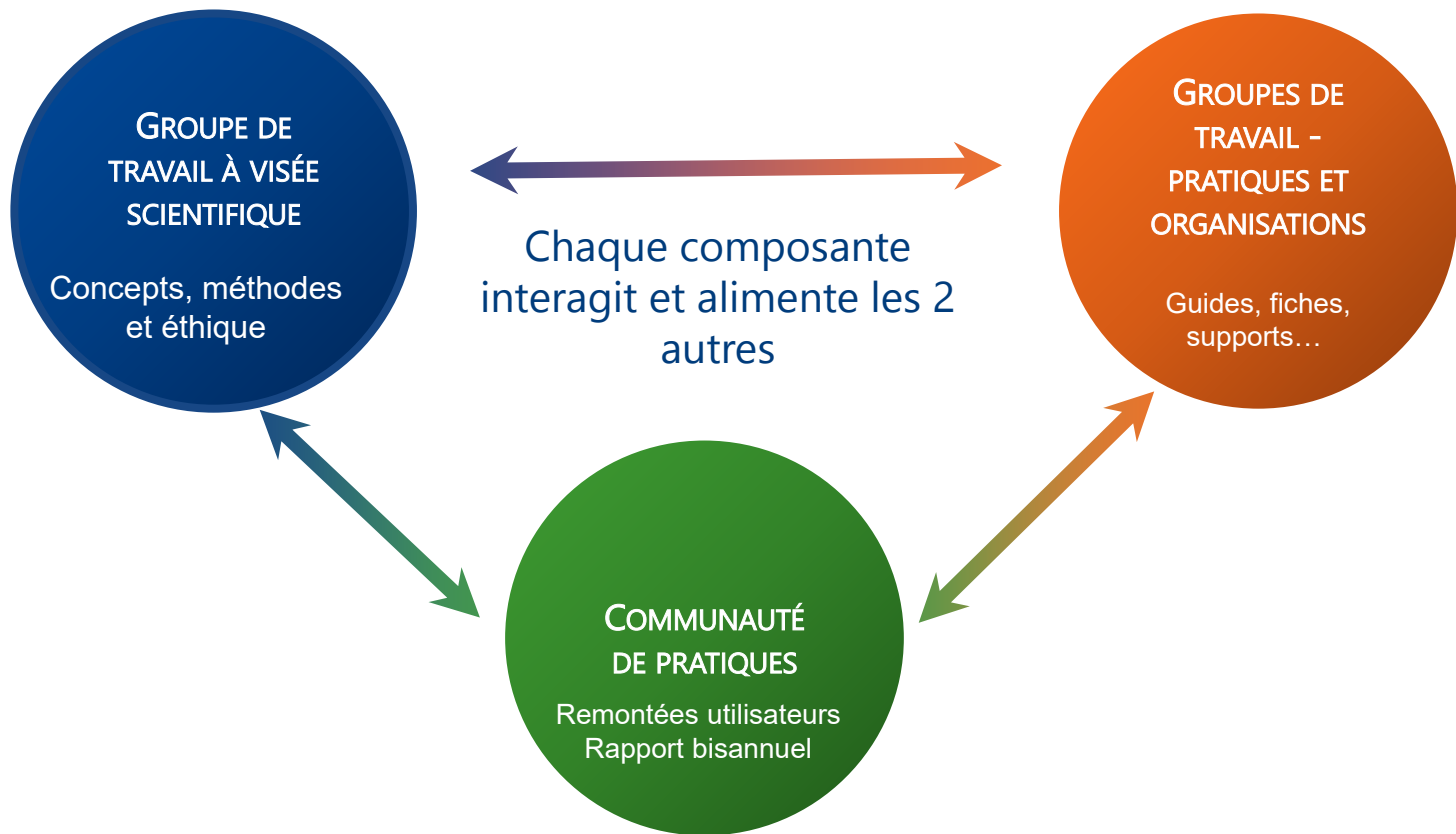 GROUPE DE
TRAVAIL À VISÉE
SCIENTIFIQUE
Concepts, méthodes
et éthique
Chaque composante
interagit et alimente les 2
autres
GROUPES DE
TRAVAIL -
PRATIQUES ET
ORGANISATIONS
Guides, fiches,
supports…
COMMUNAUTÉ
DE PRATIQUES
Remontées utilisateurs
Rapport bisannuel